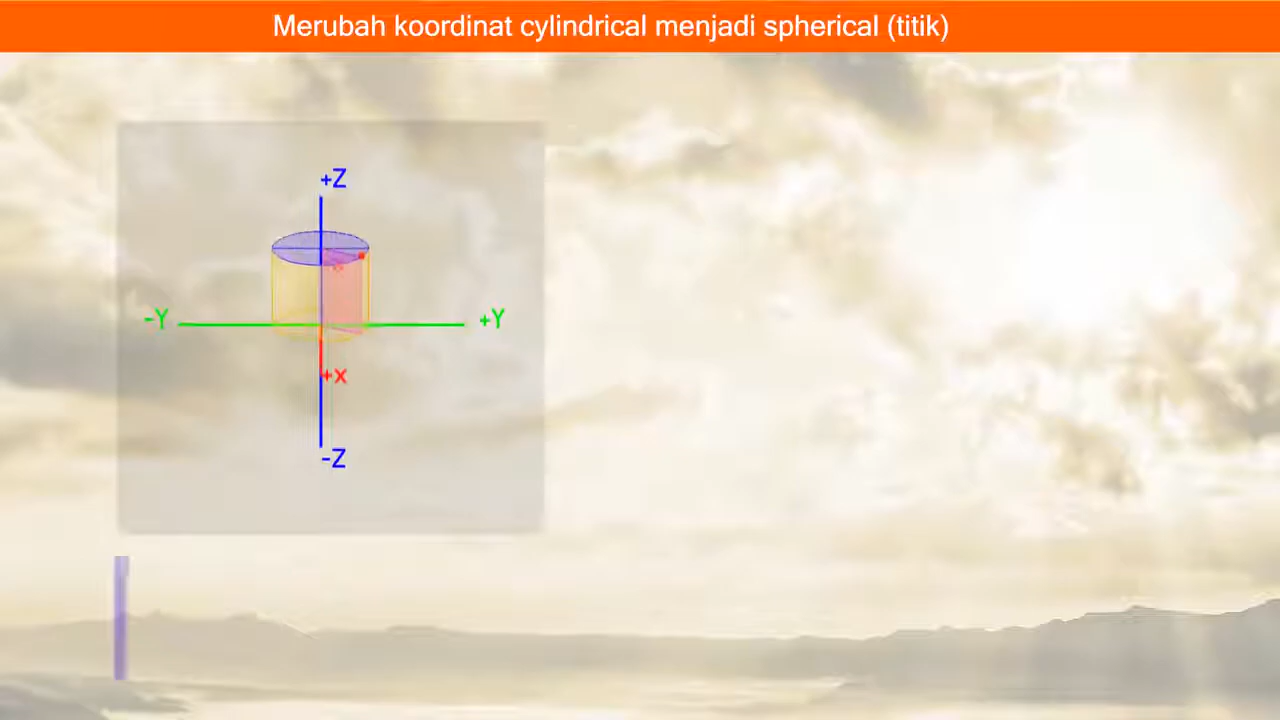 Merubah koordinat cylindrical menjadi spherical (titik)
+Z
-Y
+Y
+X
-Z